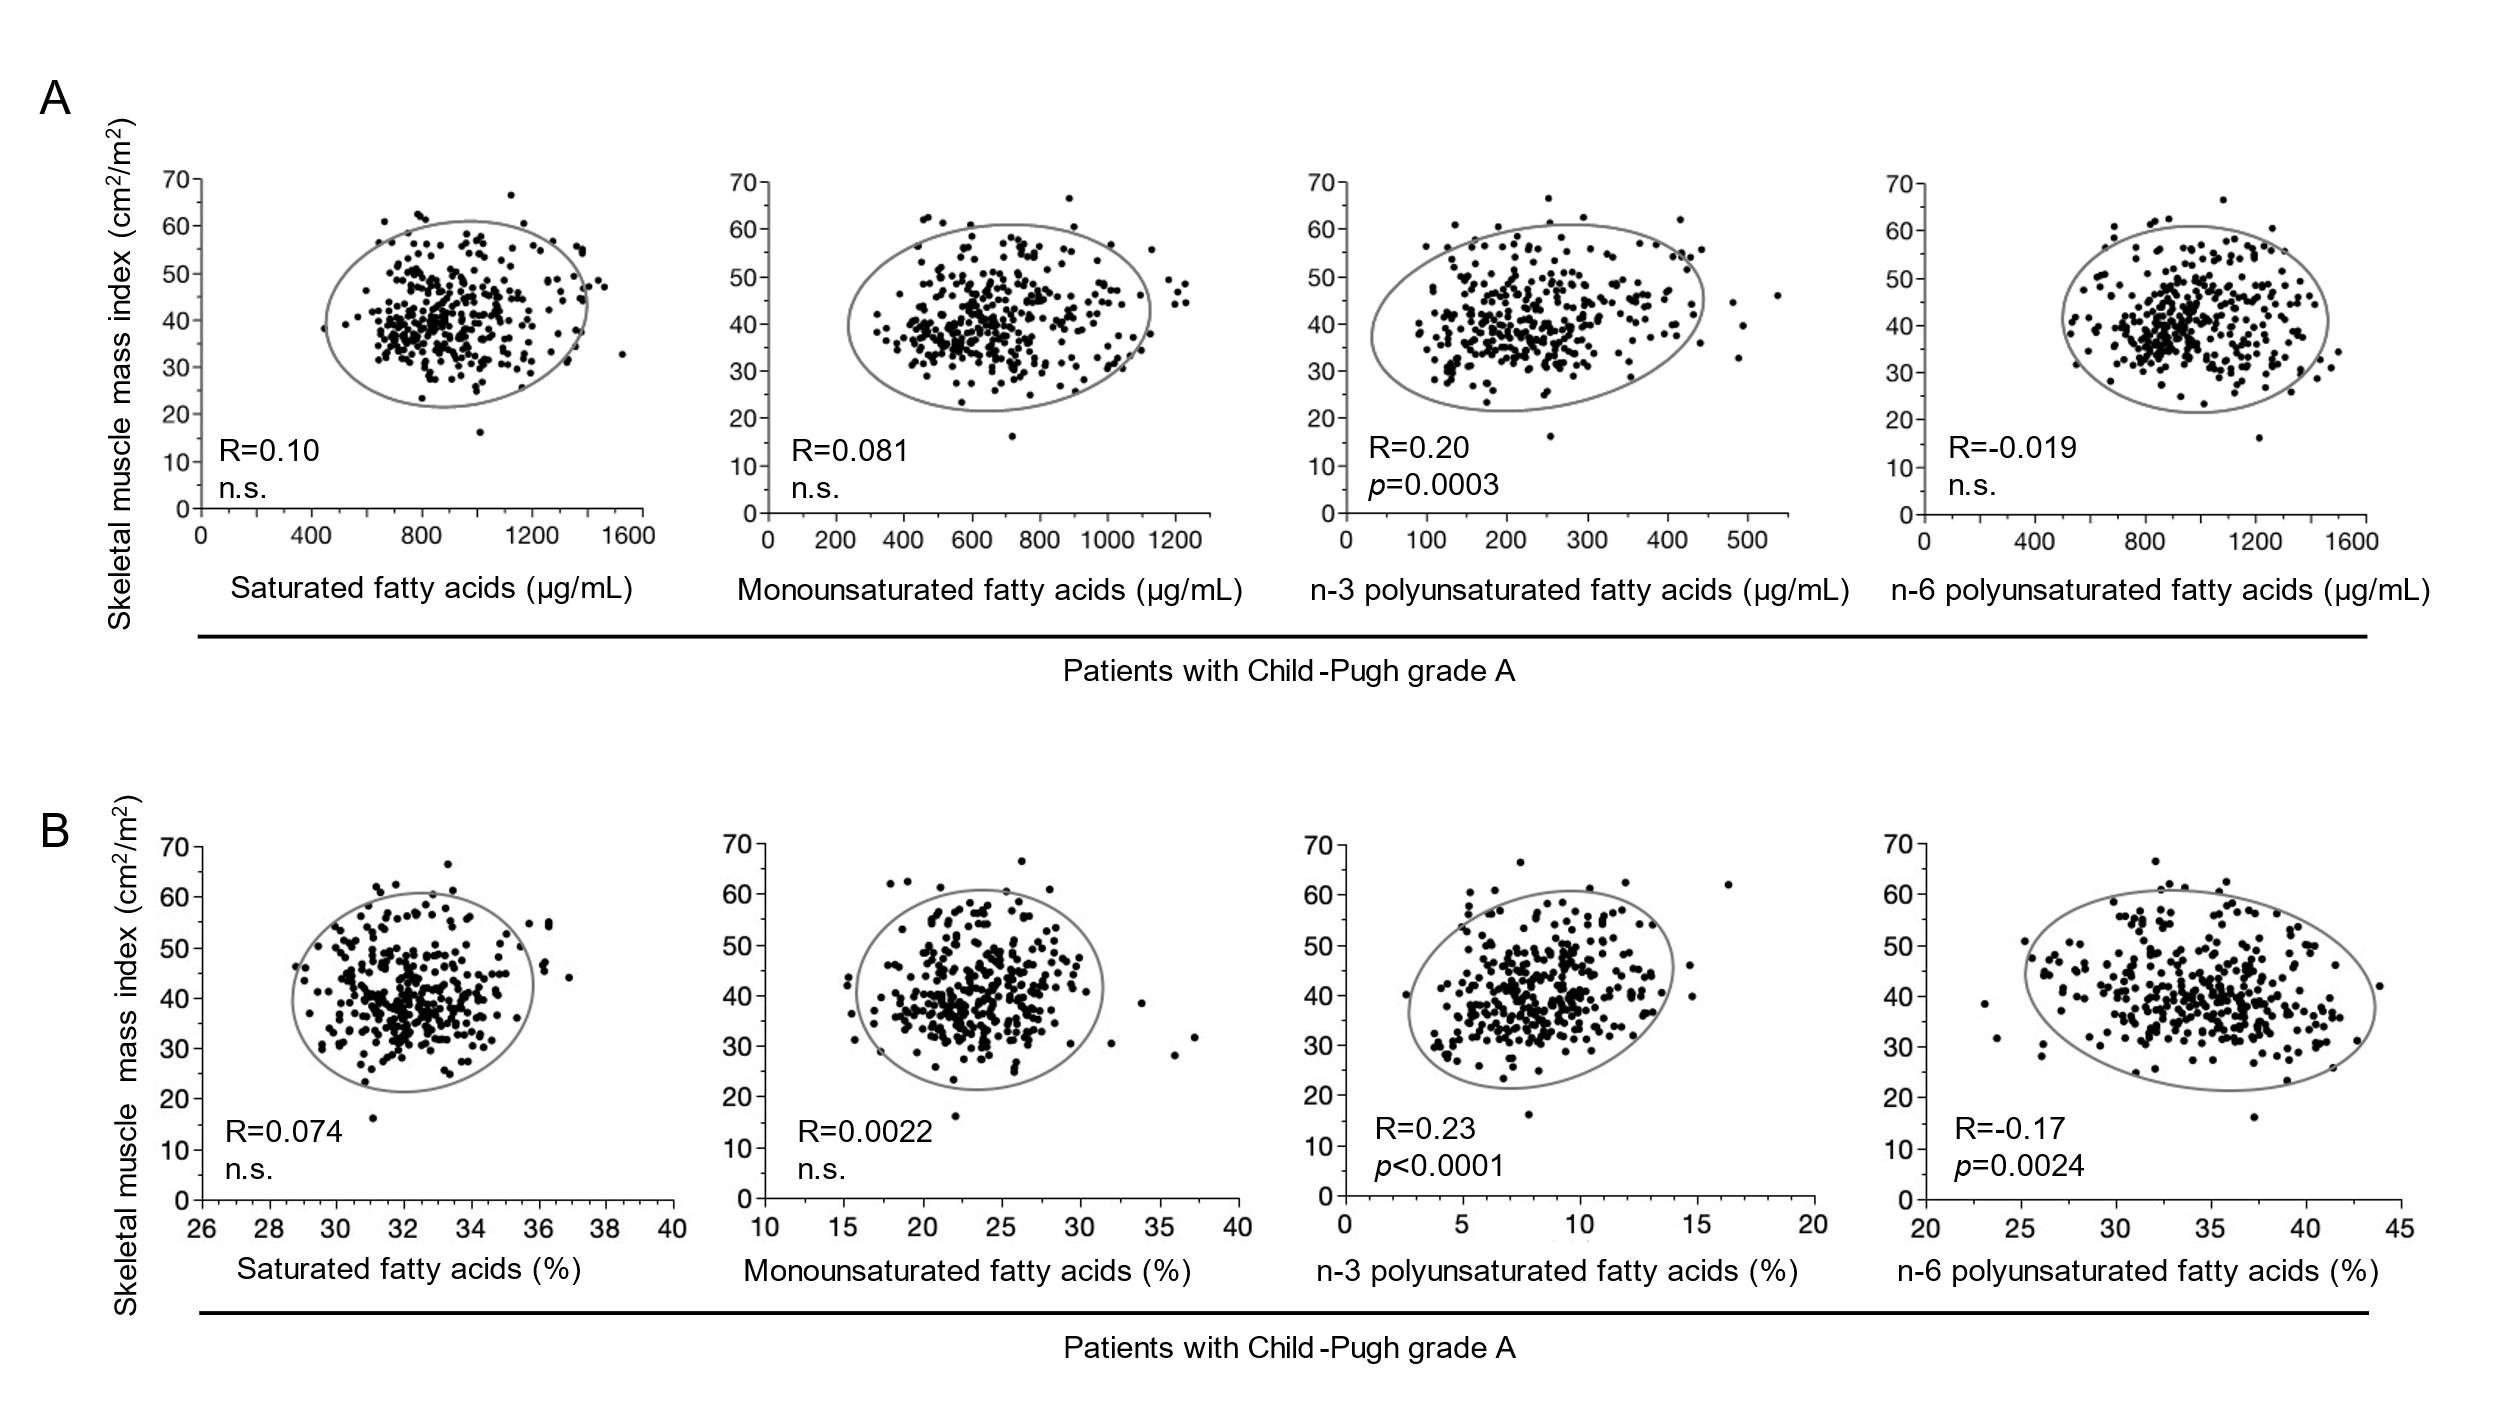 A
Skeletal muscle mass index (cm²/m²)
70
60
50
40
30
20
10
0
R=0.10
n.s.
0 400 800 1200 1600
Saturated fatty acids (µg/mL)
70
60
50
40
30
20
10
0
R=0.081
n.s.
0 200 400 600 800 1000 1200
Monounsaturated fatty acids (µg/mL)
70
60
50
40
30
20
10
0
R=0.20
p=0.0003
0 100 200 300 400 500
n-3 polyunsaturated fatty acids (µg/mL)
70
60
50
40
30
20
10
0
R=-0.019
n.s.
0 400 800 1200 1600
n-6 polyunsaturated fatty acids (µg/mL)
Patients with Child-Pugh grade A
B
Skeletal muscle mass index (cm²/m²)
70
60
50
40
30
20
10
0
R=0.074
n.s.
26 28 30 32 34 36 38 40
Saturated fatty acids (%)
70
60
50
40
30
20
10
0
R=0.0022
n.s.
10 15 20 25 30 35 40
Monounsaturated fatty acids (%)
70
60
50
40
30
20
10
0
R=0.23
p<0.0001
0 5 10 15 20
n-3 polyunsaturated fatty acids (%)
70
60
50
40
30
20
10
0
R=-0.17
p=0.0024
20 25 30 35 40 45
n-6 polyunsaturated fatty acids (%)
Patients with Child-Pugh grade A